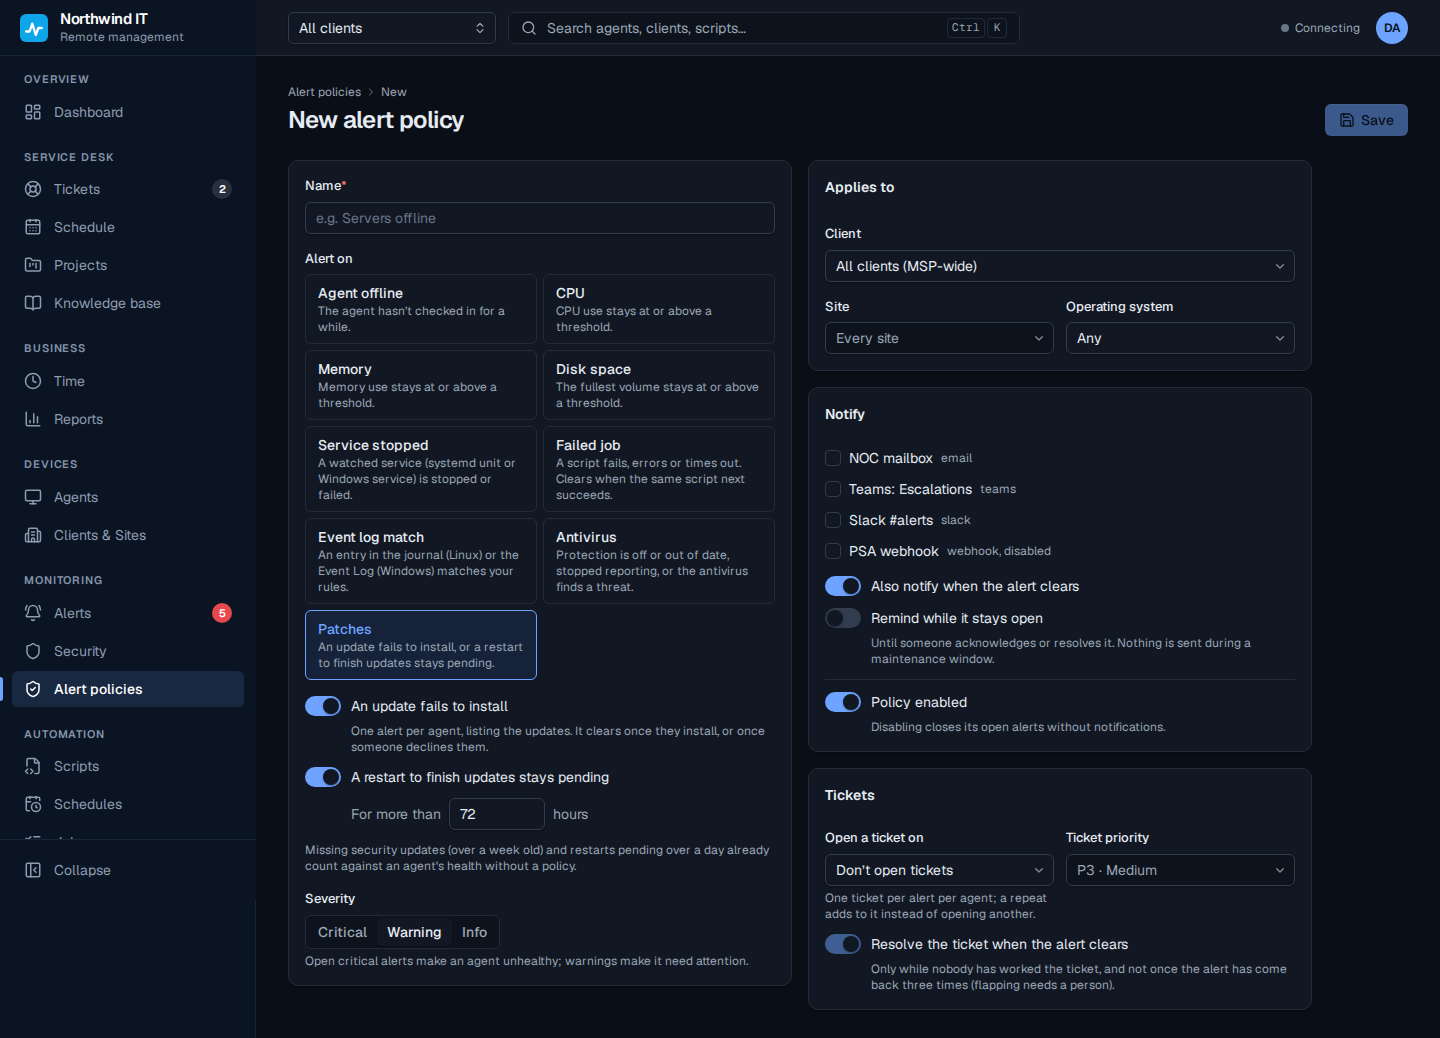 Northwind IT
Remote management
All clients
Search agents, clients, scripts...
Ctrl K
Connecting
DA
OVERVIEW
Dashboard
SERVICE DESK
Tickets 2
Schedule
Projects
Knowledge base
BUSINESS
Time
Reports
DEVICES
Agents
Clients & Sites
MONITORING
Alerts 5
Security
Alert policies
AUTOMATION
Scripts
Schedules
Collapse
Alert policies > New
New alert policy
Save
Name*
e.g. Servers offline
Alert on
Agent offline
The agent hasn't checked in for a
while.
CPU
CPU use stays at or above a
threshold.
Memory
Memory use stays at or above a
threshold.
Disk space
The fullest volume stays at or above
a threshold.
Service stopped
A watched service (systemd unit or
Windows service) is stopped or
failed.
Failed job
A script fails, errors or times out.
Clears when the same script next
succeeds.
Event log match
An entry in the journal (Linux) or the
Event Log (Windows) matches your
rules.
Antivirus
Protection is off or out of date,
stopped reporting, or the antivirus
finds a threat.
Patches
An update fails to install, or a restart
to finish updates stays pending.
An update fails to install
One alert per agent, listing the updates. It clears once they install, or once
someone declines them.
A restart to finish updates stays pending
For more than 72 hours
Missing security updates (over a week old) and restarts pending over a day already
count against an agent's health without a policy.
Severity
Critical Warning Info
Open critical alerts make an agent unhealthy; warnings make it need attention.
Applies to
Client
All clients (MSP-wide)
Site
Every site
Operating system
Any
Notify
NOC mailbox email
Teams: Escalations teams
Slack #alerts slack
PSA webhook webhook, disabled
Also notify when the alert clears
Remind while it stays open
Until someone acknowledges or resolves it. Nothing is sent during a
maintenance window.
Policy enabled
Disabling closes its open alerts without notifications.
Tickets
Open a ticket on
Don't open tickets
One ticket per alert per agent; a repeat
adds to it instead of opening another.
Ticket priority
P3 · Medium
Resolve the ticket when the alert clears
Only while nobody has worked the ticket, and not once the alert has come
back three times (flapping needs a person).